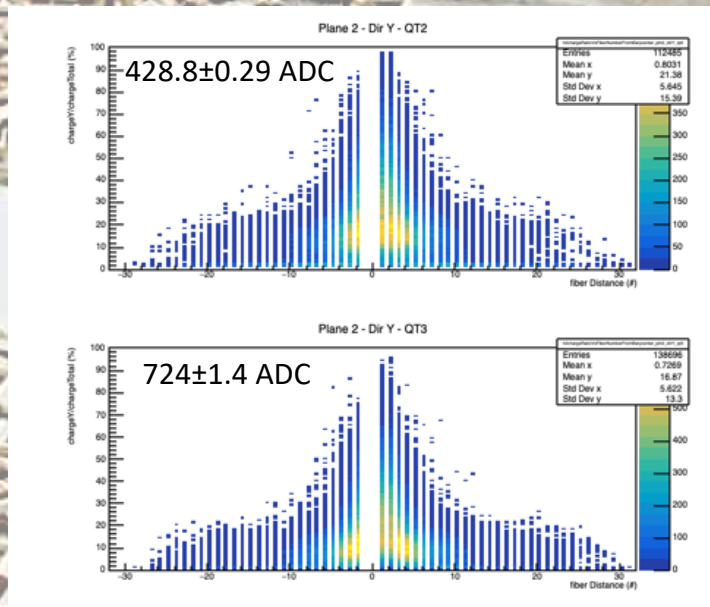 Plane 2 - Dir Y - QT2
428.8±0.29 ADC
chargeY/chargeTotal (%)
100
90
80
70
60
50
40
30
20
10
0
Entries 112485
Mean x 0.8031
Mean y 21.38
Std Dev x 5.645
Std Dev y 15.39
350
300
250
200
150
100
50
0
−30 −20 −10 0 10 20 30
fiber Distance (#)
Plane 2 - Dir Y - QT3
724±1.4 ADC
chargeY/chargeTotal (%)
100
90
80
70
60
50
40
30
20
10
0
Entries 138696
Mean x 0.7269
Mean y 16.87
Std Dev x 5.622
Std Dev y 13.3
500
400
300
200
100
0
−30 −20 −10 0 10 20 30
fiber Distance (#)